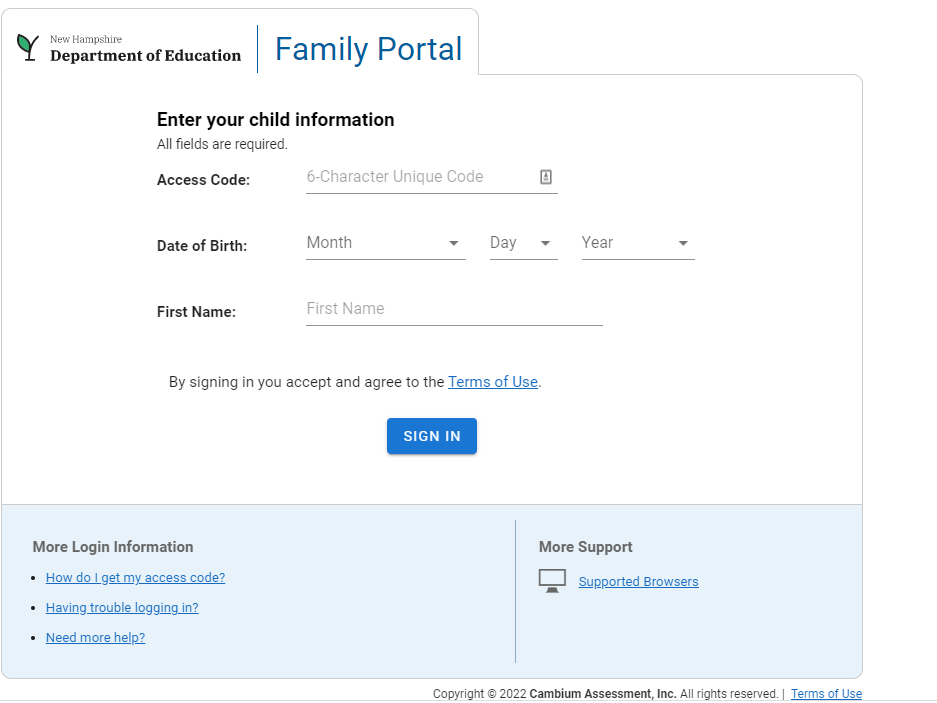 New Hampshire
Department of Education
Family Portal
Enter your child information
All fields are required.
Access Code: 6-Character Unique Code
Date of Birth: Month Day Year
First Name: First Name
By signing in you accept and agree to the Terms of Use.
SIGN IN
More Login Information
How do I get my access code?
Having trouble logging in?
Need more help?
More Support
Supported Browsers
Copyright © 2022 Cambium Assessment, Inc. All rights reserved. | Terms of Use